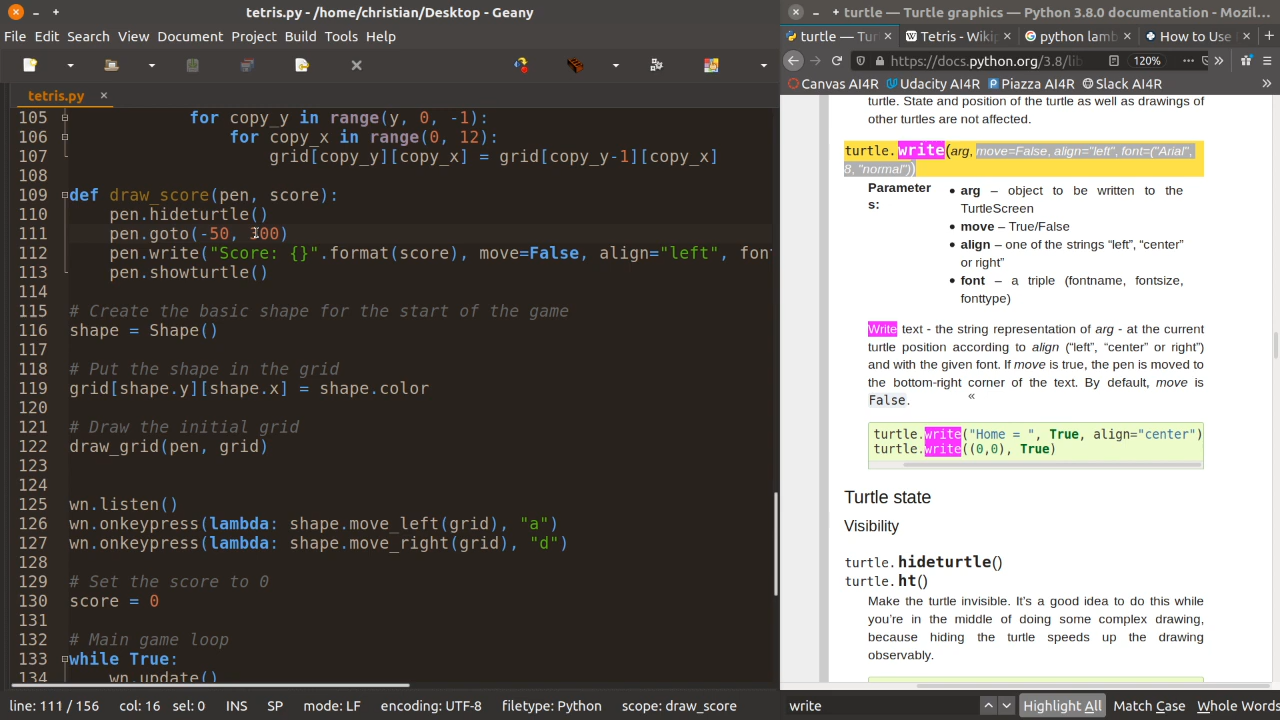 tetris.py - /home/christian/Desktop - Geany
File Edit Search View Document Project Build Tools Help
tetris.py ×
105 for copy_y in range(y, 0, -1):
106 for copy_x in range(0, 12):
107 grid[copy_y][copy_x] = grid[copy_y-1][copy_x]
108
109 def draw_score(pen, score):
110 pen.hideturtle()
111 pen.goto(-50, 300)
112 pen.write("Score: {}".format(score), move=False, align="left", fon
113 pen.showturtle()
114
115 # Create the basic shape for the start of the game
116 shape = Shape()
117
118 # Put the shape in the grid
119 grid[shape.y][shape.x] = shape.color
120
121 # Draw the initial grid
122 draw_grid(pen, grid)
123
124
125 wn.listen()
126 wn.onkeypress(lambda: shape.move_left(grid), "a")
127 wn.onkeypress(lambda: shape.move_right(grid), "d")
128
129 # Set the score to 0
130 score = 0
131
132 # Main game loop
133 while True:
134 wn.update()
line: 111 / 156 col: 16 sel: 0 INS SP mode: LF encoding: UTF-8 filetype: Python scope: draw_score
turtle — Turtle graphics — Python 3.8.0 documentation - Mozil...
turtle — Tur × Tetris - Wikip × python lamb × How to Use ×
https://docs.python.org/3.8/lib 120%
Canvas AI4R Udacity AI4R Piazza AI4R Slack AI4R »
turtle. State and position of the turtle as well as drawings of
other turtles are not affected.
turtle.write(arg, move=False, align="left", font=("Arial",
8, "normal"))
Parameter
s:
• arg – object to be written to the
TurtleScreen
• move – True/False
• align – one of the strings “left”, “center”
or right”
• font – a triple (fontname, fontsize,
fonttype)
Write text - the string representation of arg - at the current
turtle position according to align (“left”, “center” or right”)
and with the given font. If move is true, the pen is moved to
the bottom-right corner of the text. By default, move is
False.
«
turtle.write("Home = ", True, align="center")
turtle.write((0,0), True)
Turtle state
Visibility
turtle.hideturtle()
turtle.ht()
Make the turtle invisible. It’s a good idea to do this while
you’re in the middle of doing some complex drawing,
because hiding the turtle speeds up the drawing
observably.
write Highlight All Match Case Whole Words